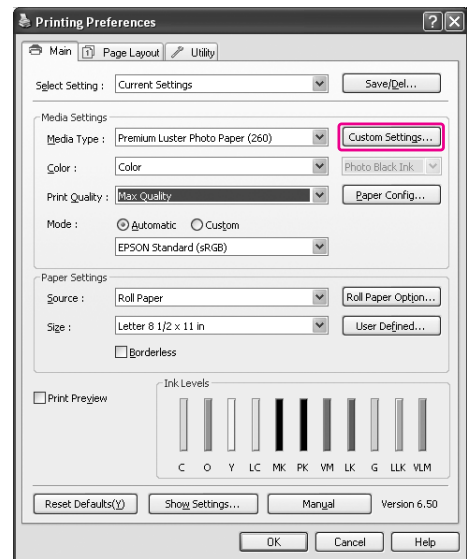 Printing Preferences
Main Page Layout Utility
Select Setting : Current Settings Save/Del...
Media Settings
Media Type : Premium Luster Photo Paper (260) Custom Settings...
Color : Color Photo Black Ink
Print Quality : Max Quality Paper Config...
Mode : Automatic Custom
EPSON Standard (sRGB)
Paper Settings
Source : Roll Paper Roll Paper Option...
Size : Letter 8 1/2 x 11 in User Defined...
Borderless
Print Preview
Ink Levels
C O Y LC MK PK VM LK G LLK VLM
Reset Defaults(Y) Show Settings... Manual Version 6.50
OK Cancel Help